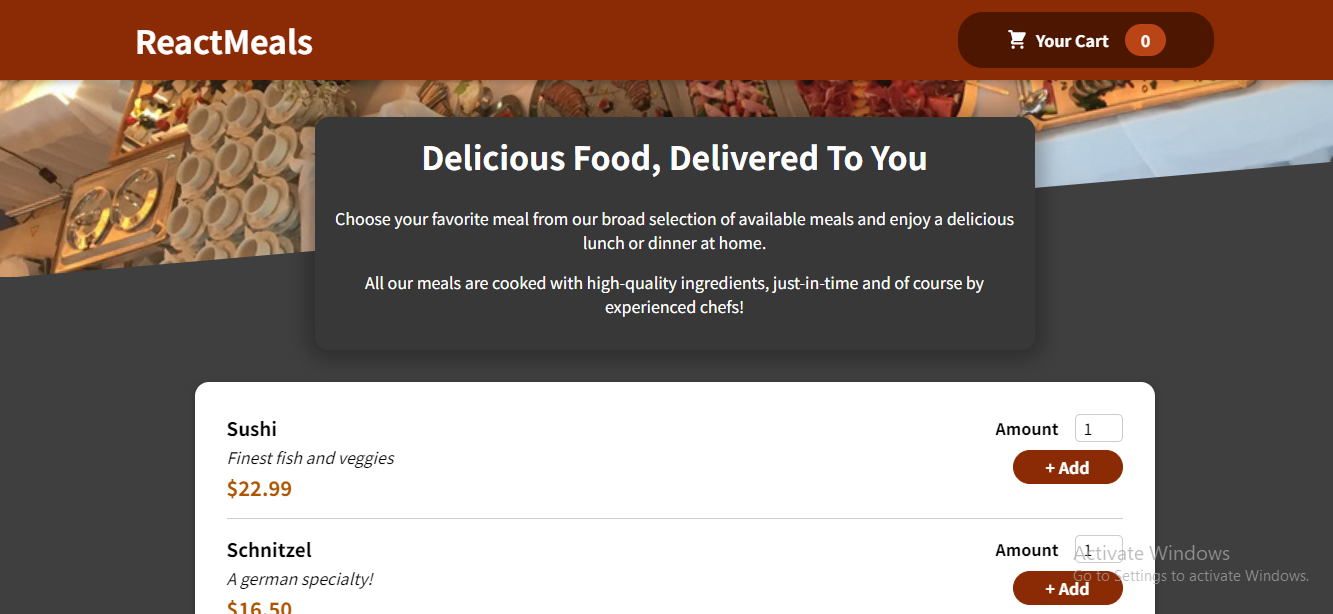 ReactMeals
Your Cart 0
Delicious Food, Delivered To You
Choose your favorite meal from our broad selection of available meals and enjoy a delicious
lunch or dinner at home.
All our meals are cooked with high-quality ingredients, just-in-time and of course by
experienced chefs!
Sushi
Amount 1
Finest fish and veggies
+ Add
$22.99
Schnitzel
Amount 1
A german specialty!
+ Add
$16.50
Activate Windows
Go to Settings to activate Windows.